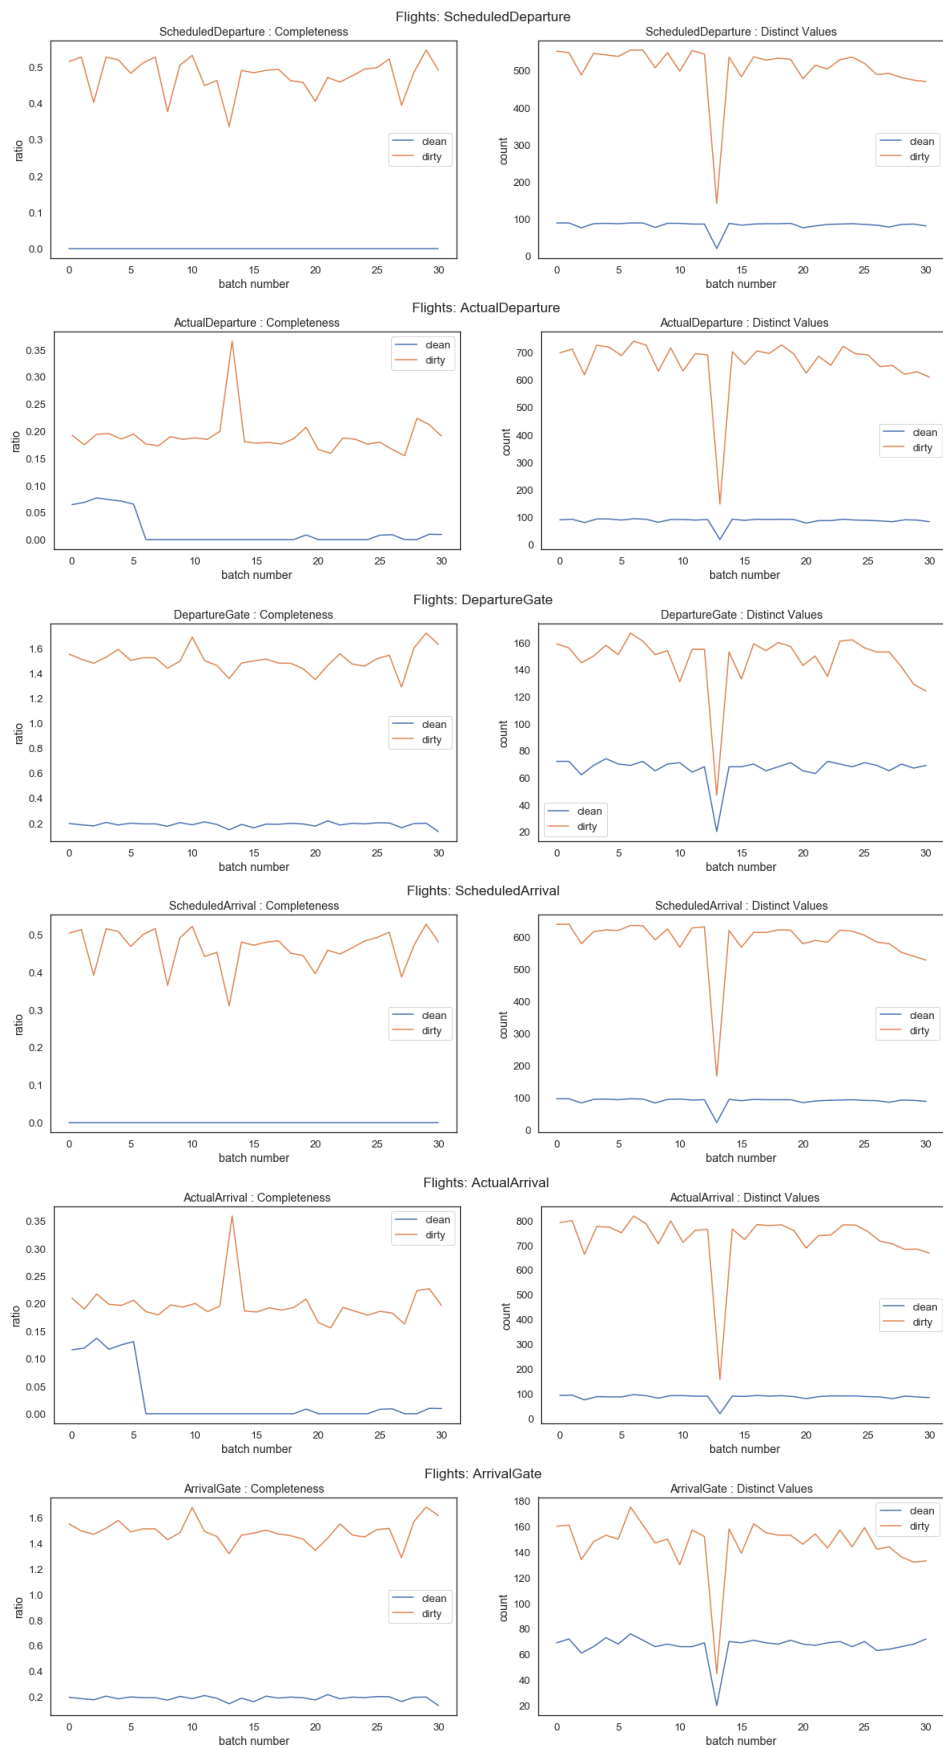 Flights: ScheduledDeparture
ScheduledDeparture : Completeness
ratio
0.5
0.4
0.3
0.2
0.1
0.0
clean
dirty
0 5 10 15 20 25 30
batch number
ScheduledDeparture : Distinct Values
count
500
400
300
200
100
0
clean
dirty
0 5 10 15 20 25 30
batch number
Flights: ActualDeparture
ActualDeparture : Completeness
ratio
0.35
0.30
0.25
0.20
0.15
0.10
0.05
0.00
clean
dirty
0 5 10 15 20 25 30
batch number
ActualDeparture : Distinct Values
count
700
600
500
400
300
200
100
0
clean
dirty
0 5 10 15 20 25 30
batch number
Flights: DepartureGate
DepartureGate : Completeness
ratio
1.6
1.4
1.2
1.0
0.8
0.6
0.4
0.2
clean
dirty
0 5 10 15 20 25 30
batch number
DepartureGate : Distinct Values
count
160
140
120
100
80
60
40
20
clean
dirty
0 5 10 15 20 25 30
batch number
Flights: ScheduledArrival
ScheduledArrival : Completeness
ratio
0.5
0.4
0.3
0.2
0.1
0.0
clean
dirty
0 5 10 15 20 25 30
batch number
ScheduledArrival : Distinct Values
count
600
500
400
300
200
100
0
clean
dirty
0 5 10 15 20 25 30
batch number
Flights: ActualArrival
ActualArrival : Completeness
ratio
0.35
0.30
0.25
0.20
0.15
0.10
0.05
0.00
clean
dirty
0 5 10 15 20 25 30
batch number
ActualArrival : Distinct Values
count
800
700
600
500
400
300
200
100
0
clean
dirty
0 5 10 15 20 25 30
batch number
Flights: ArrivalGate
ArrivalGate : Completeness
ratio
1.6
1.4
1.2
1.0
0.8
0.6
0.4
0.2
clean
dirty
0 5 10 15 20 25 30
batch number
ArrivalGate : Distinct Values
count
180
160
140
120
100
80
60
40
20
clean
dirty
0 5 10 15 20 25 30
batch number